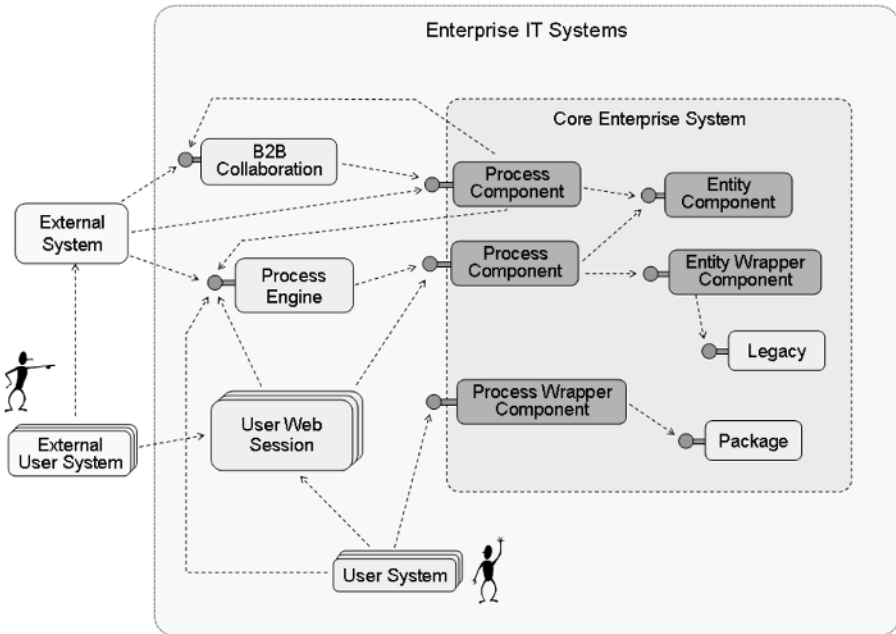 Enterprise IT Systems
Core Enterprise System
B2B
Collaboration
Process
Component
Entity
Component
External
System
Process
Engine
Process
Component
Entity Wrapper
Component
Legacy
User Web
Session
Process Wrapper
Component
Package
External
User System
User System